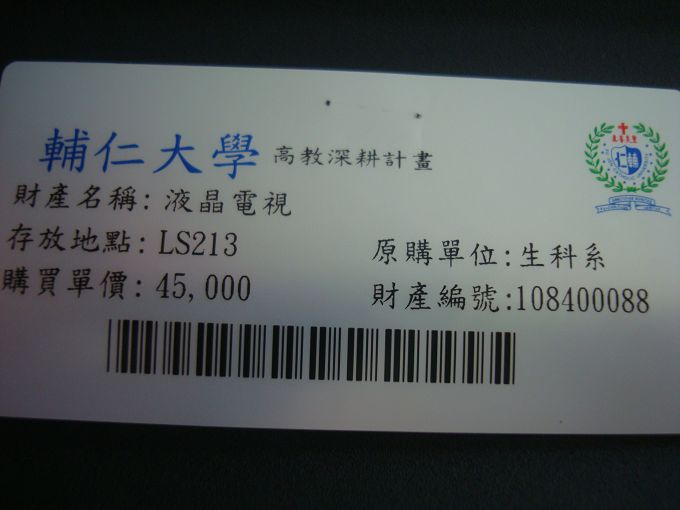 輔仁大學 高教深耕計畫
財產名稱: 液晶電視
存放地點: LS213
原購單位: 生科系
購買單價: 45,000
財產編號:108400088